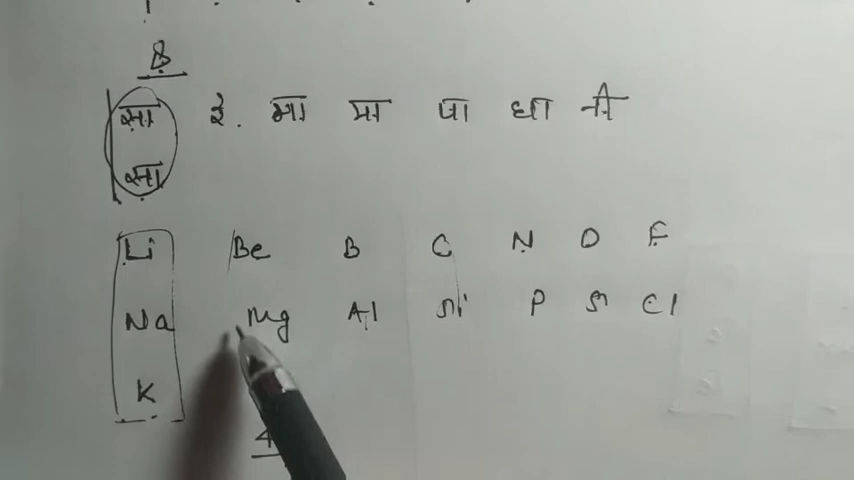 8
सा रे. गा मा पा धा नी
सा
Li Be B C N O F
Na Mg Al Si P S Cl
K